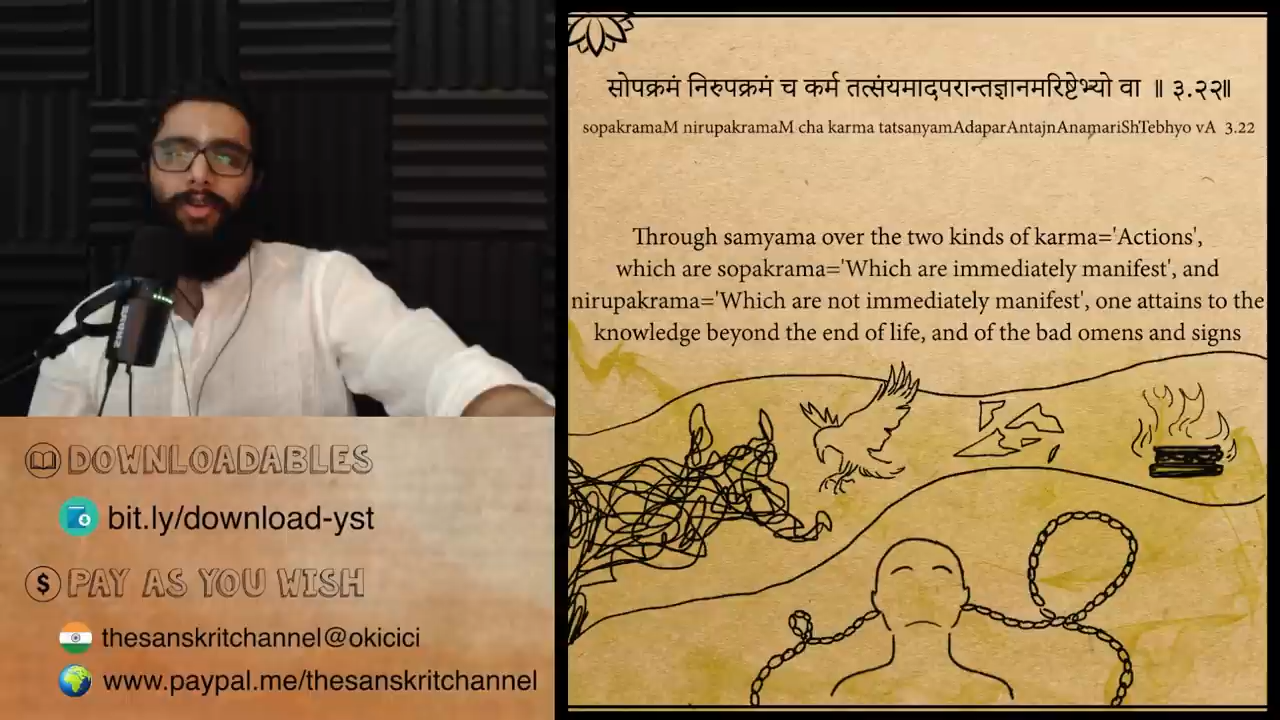 सोपक्रमं निरुपक्रमं च कर्म तत्संयमादपरान्तज्ञानमरिष्टेभ्यो वा ॥ ३.२२॥
sopakramaM nirupakramaM cha karma tatsanyamAdaparAntajnAnamariShTebhyo vA 3.22
Through samyama over the two kinds of karma='Actions',
which are sopakrama='Which are immediately manifest', and
nirupakrama='Which are not immediately manifest', one attains to the
knowledge beyond the end of life, and of the bad omens and signs
DOWNLOADABLES
bit.ly/download-yst
$ PAY AS YOU WISH
thesanskritchannel@okicici
www.paypal.me/thesanskritchannel